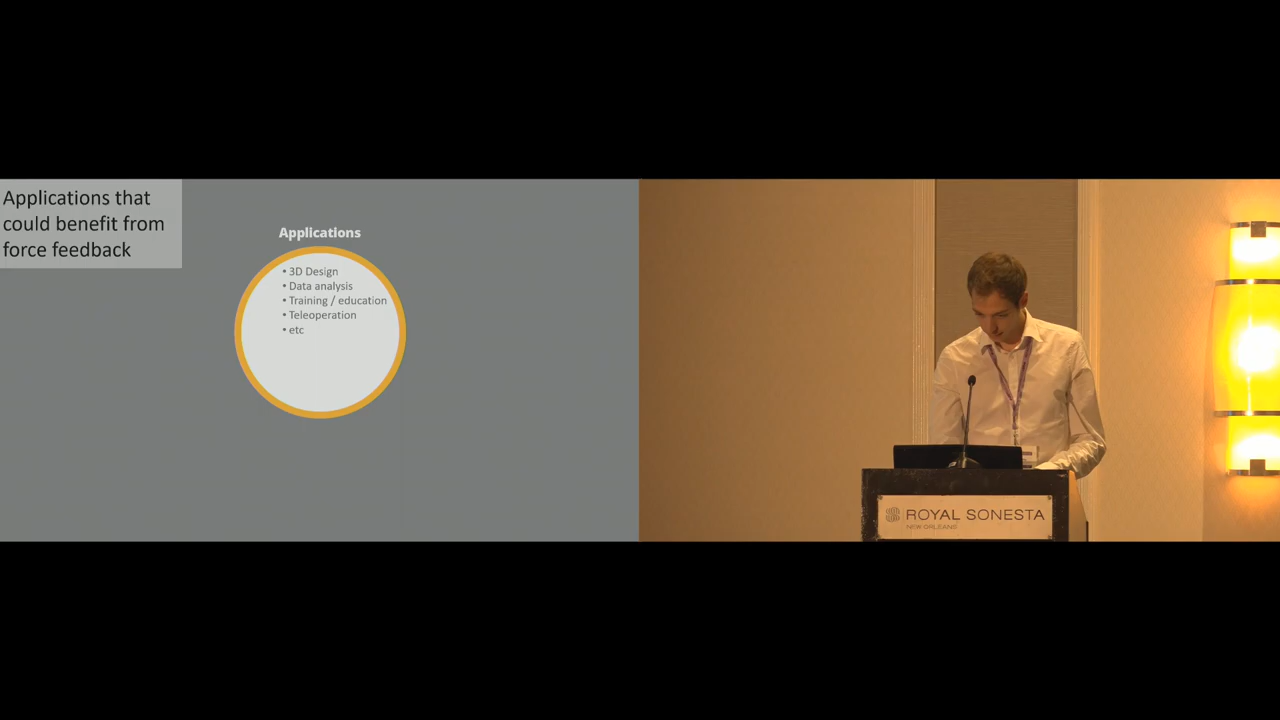 Applications that
could benefit from
force feedback
Applications
• 3D Design
• Data analysis
• Training / education
• Teleoperation
• etc
ROYAL SONESTA
NEW ORLEANS